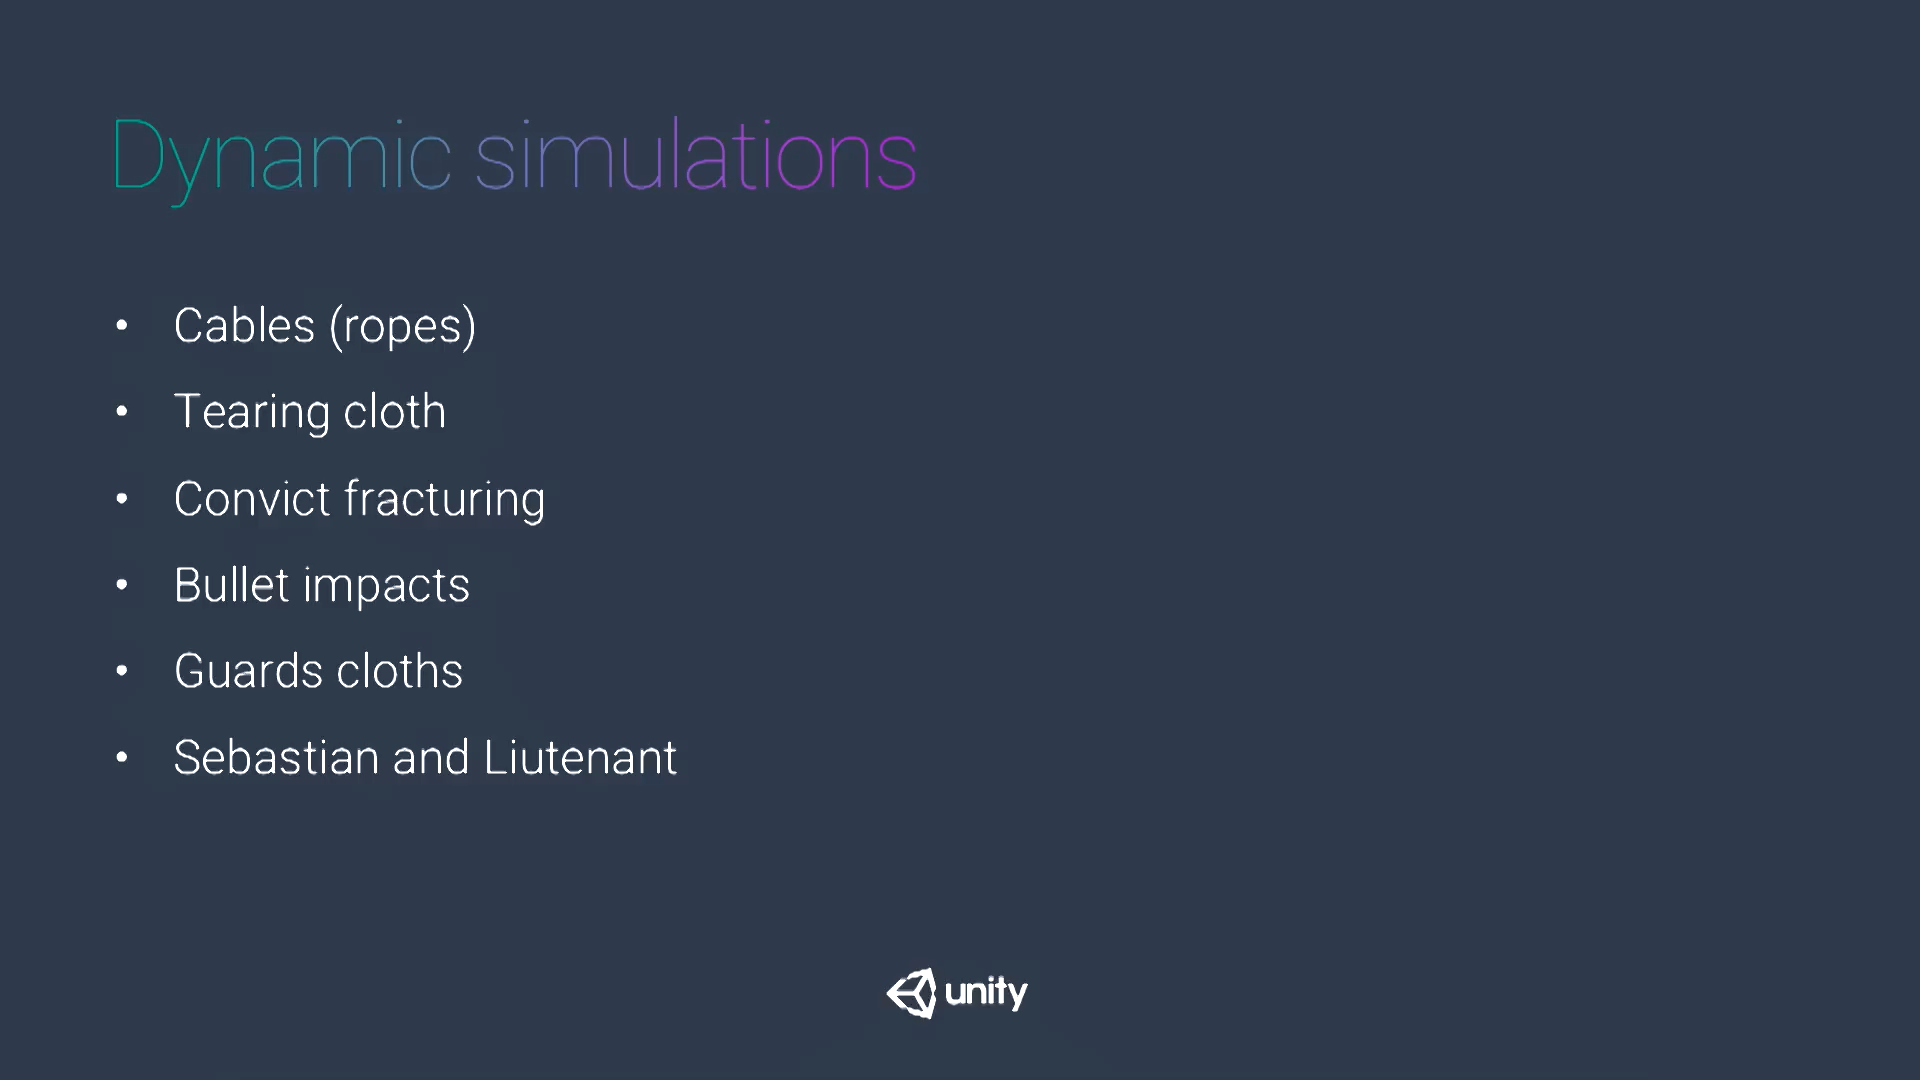 Dynamic simulations
• Cables (ropes)
• Tearing cloth
• Convict fracturing
• Bullet impacts
• Guards cloths
• Sebastian and Liutenant
unity